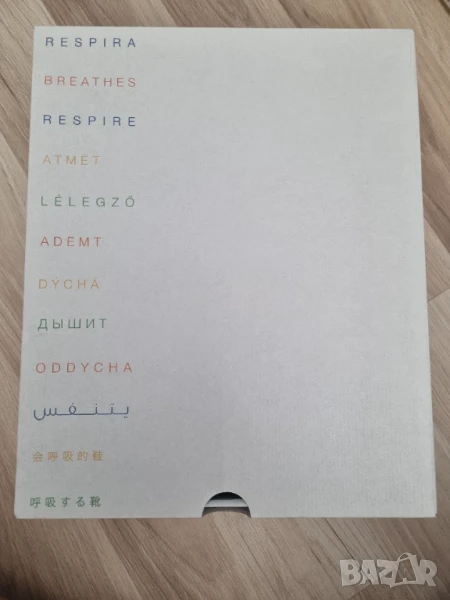 RESPIRA
BREATHES
RESPIRE
ATMET
LÉLEGZŐ
ADEMT
DÝCHÁ
ДЫШИТ
ODDYCHA
يتنفس
会呼吸的鞋
呼吸する靴
BAZAR